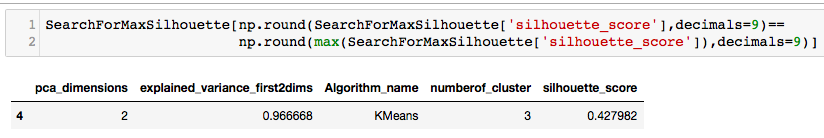 1 SearchForMaxSilhouette[np.round(SearchForMaxSilhouette['silhouette_score'],decimals=9)==
2 np.round(max(SearchForMaxSilhouette['silhouette_score']),decimals=9)]
pca_dimensions explained_variance_first2dims Algorithm_name numberof_cluster silhouette_score
4 2 0.966668 KMeans 3 0.427982